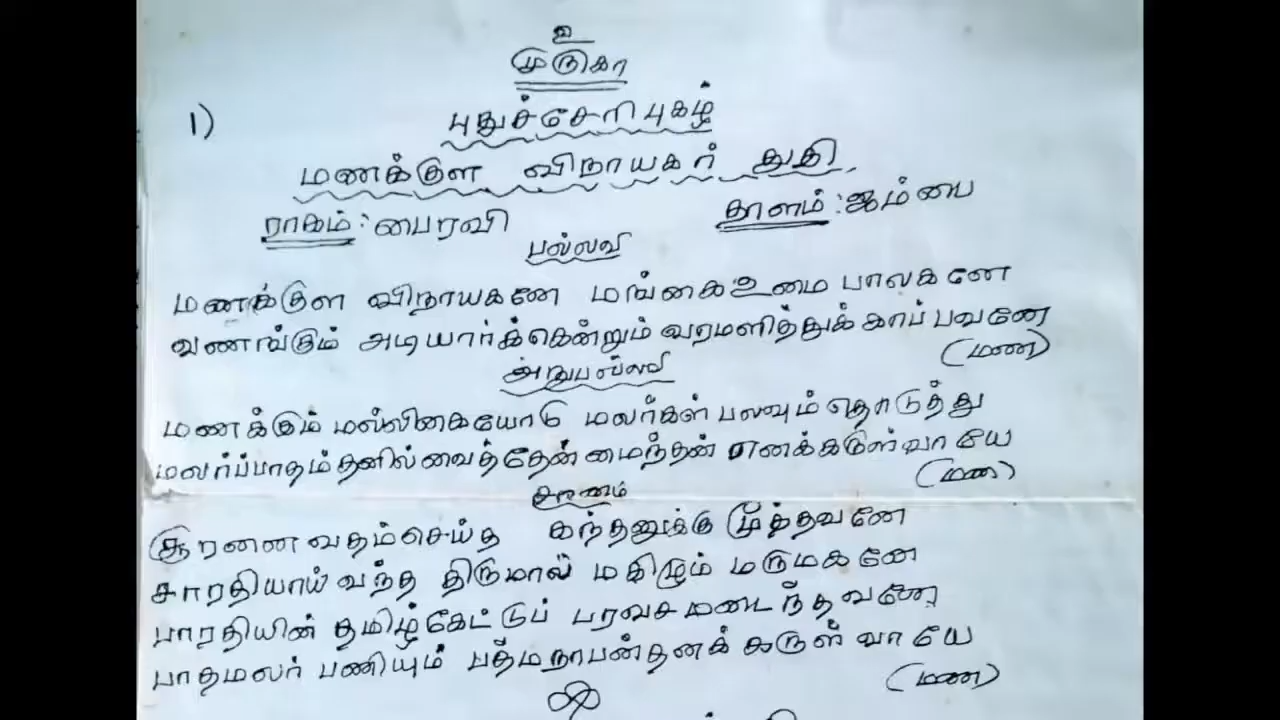 உ
முருகா
1) புதுச்சேரி புகழ்
மணக்குள விநாயகர் துதி
ராகம் : பைரவி தாளம் : ஜம்பை
பல்லவி
மணக்குள விநாயகனே மங்கை உமை பாலகனே
வணங்கும் அடியார்க்கென்றும் வரமளித்துக் காப்பவனே
(மண)
அநுபல்லவி
மணக்கும் மல்லிகையோடு மலர்கள் பலவும் தொடுத்து
மலர்ப்பாதம் தனில் வைத்தேன் மைந்தன் எனக்கருள்வாயே
(மண)
சரணம்
சூரனை வதம்செய்த கந்தனுக்கு மூத்தவனே
சாரதியாய் வந்த திருமால் மகிழும் மருமகனே
பாரதியின் தமிழ்கேட்டுப் பரவசமடைந்தவனே
பாதமலர் பணியும் பத்மநாபன்தனக் கருள்வாயே
(மண)